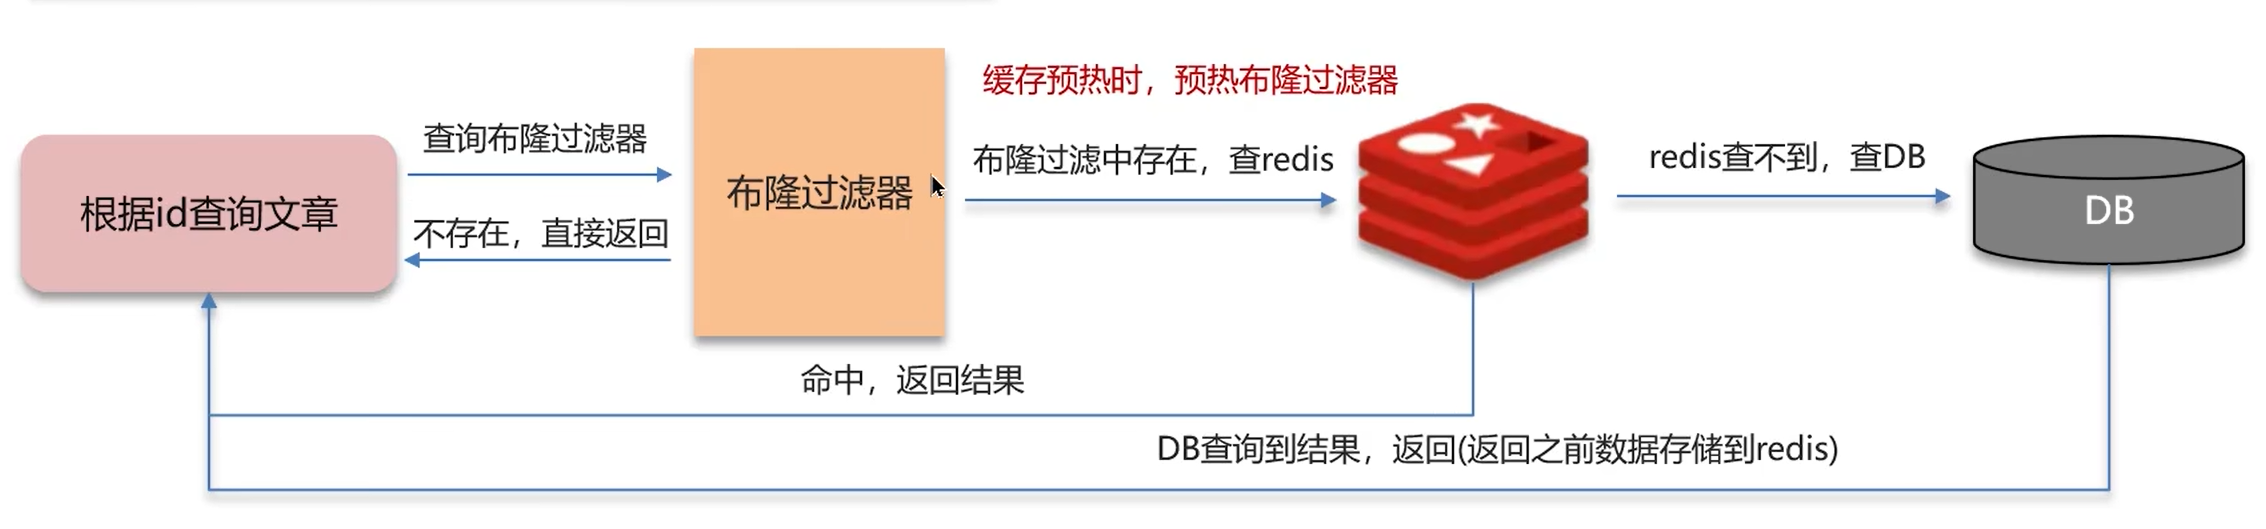 缓存预热时，预热布隆过滤器
查询布隆过滤器
布隆过滤中存在，查redis
redis查不到，查DB
根据id查询文章
布隆过滤器
DB
不存在，直接返回
命中，返回结果
DB查询到结果，返回(返回之前数据存储到redis)